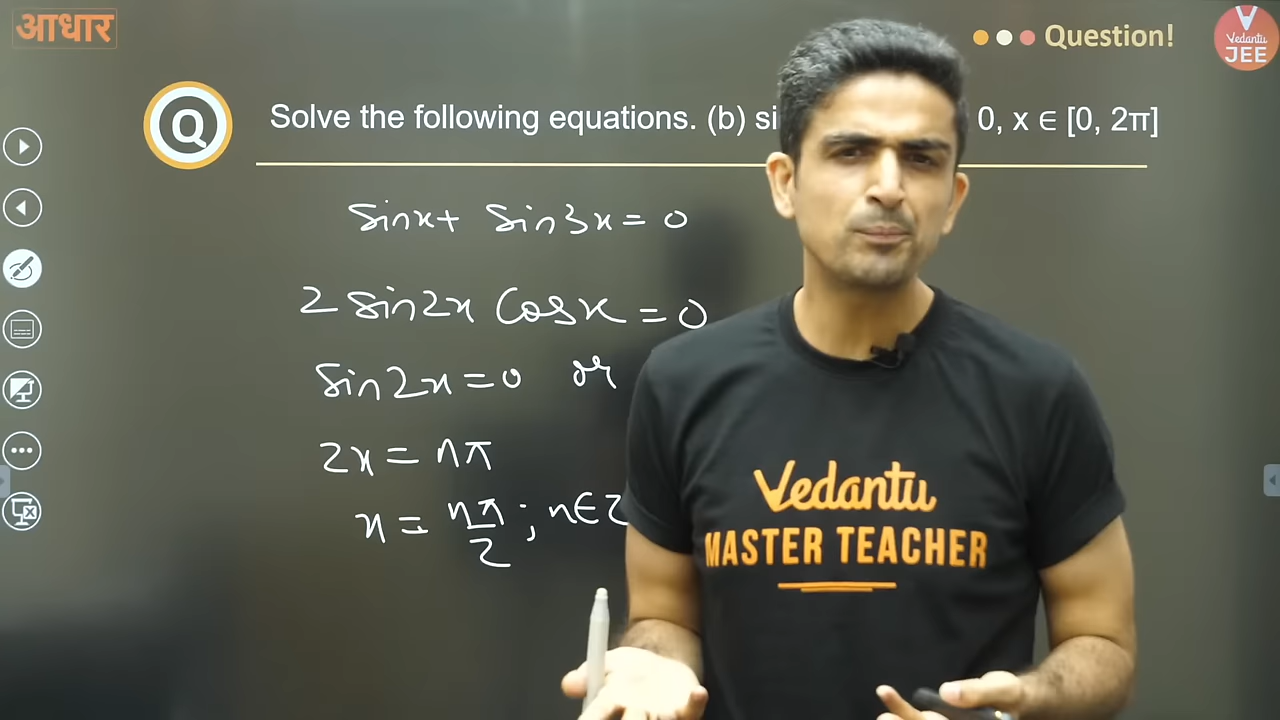 आधार
Question!
Vedantu
JEE
Q
Solve the following equations. (b) si 0, x ∈ [0, 2π]
sinx+ sin3x = 0
2 sin2x cosx = 0
sin2x = 0 or
2x = nπ
x = nπ/2 ; n∈Z
Vedantu
MASTER TEACHER